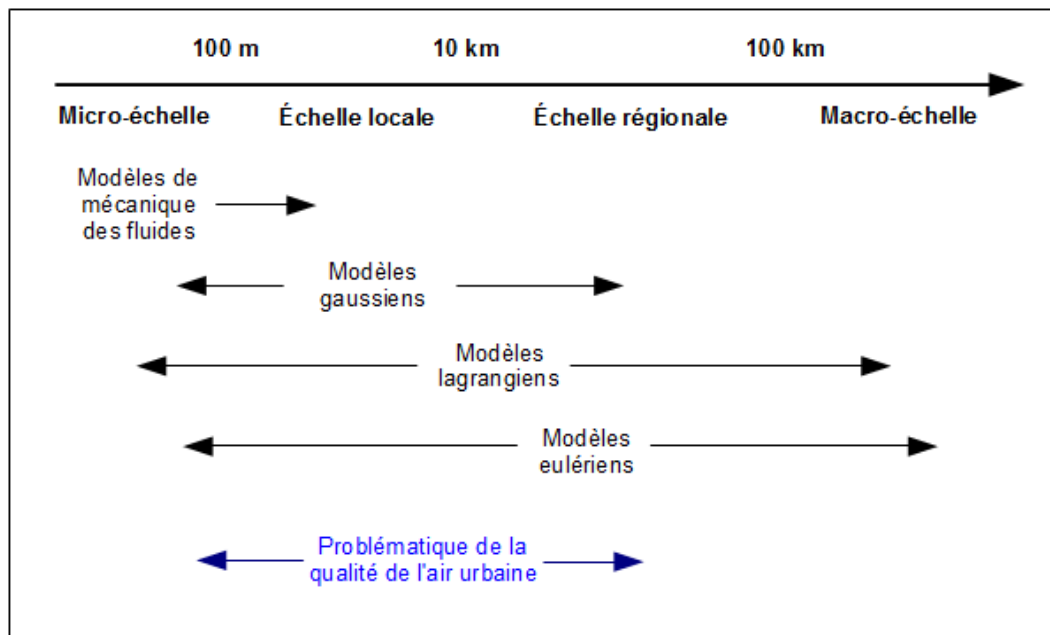 100 m 10 km 100 km
Micro-échelle Échelle locale Échelle régionale Macro-échelle
Modèles de
mécanique
des fluides
Modèles
gaussiens
Modèles
lagrangiens
Modèles
eulériens
Problématique de la
qualité de l'air urbaine